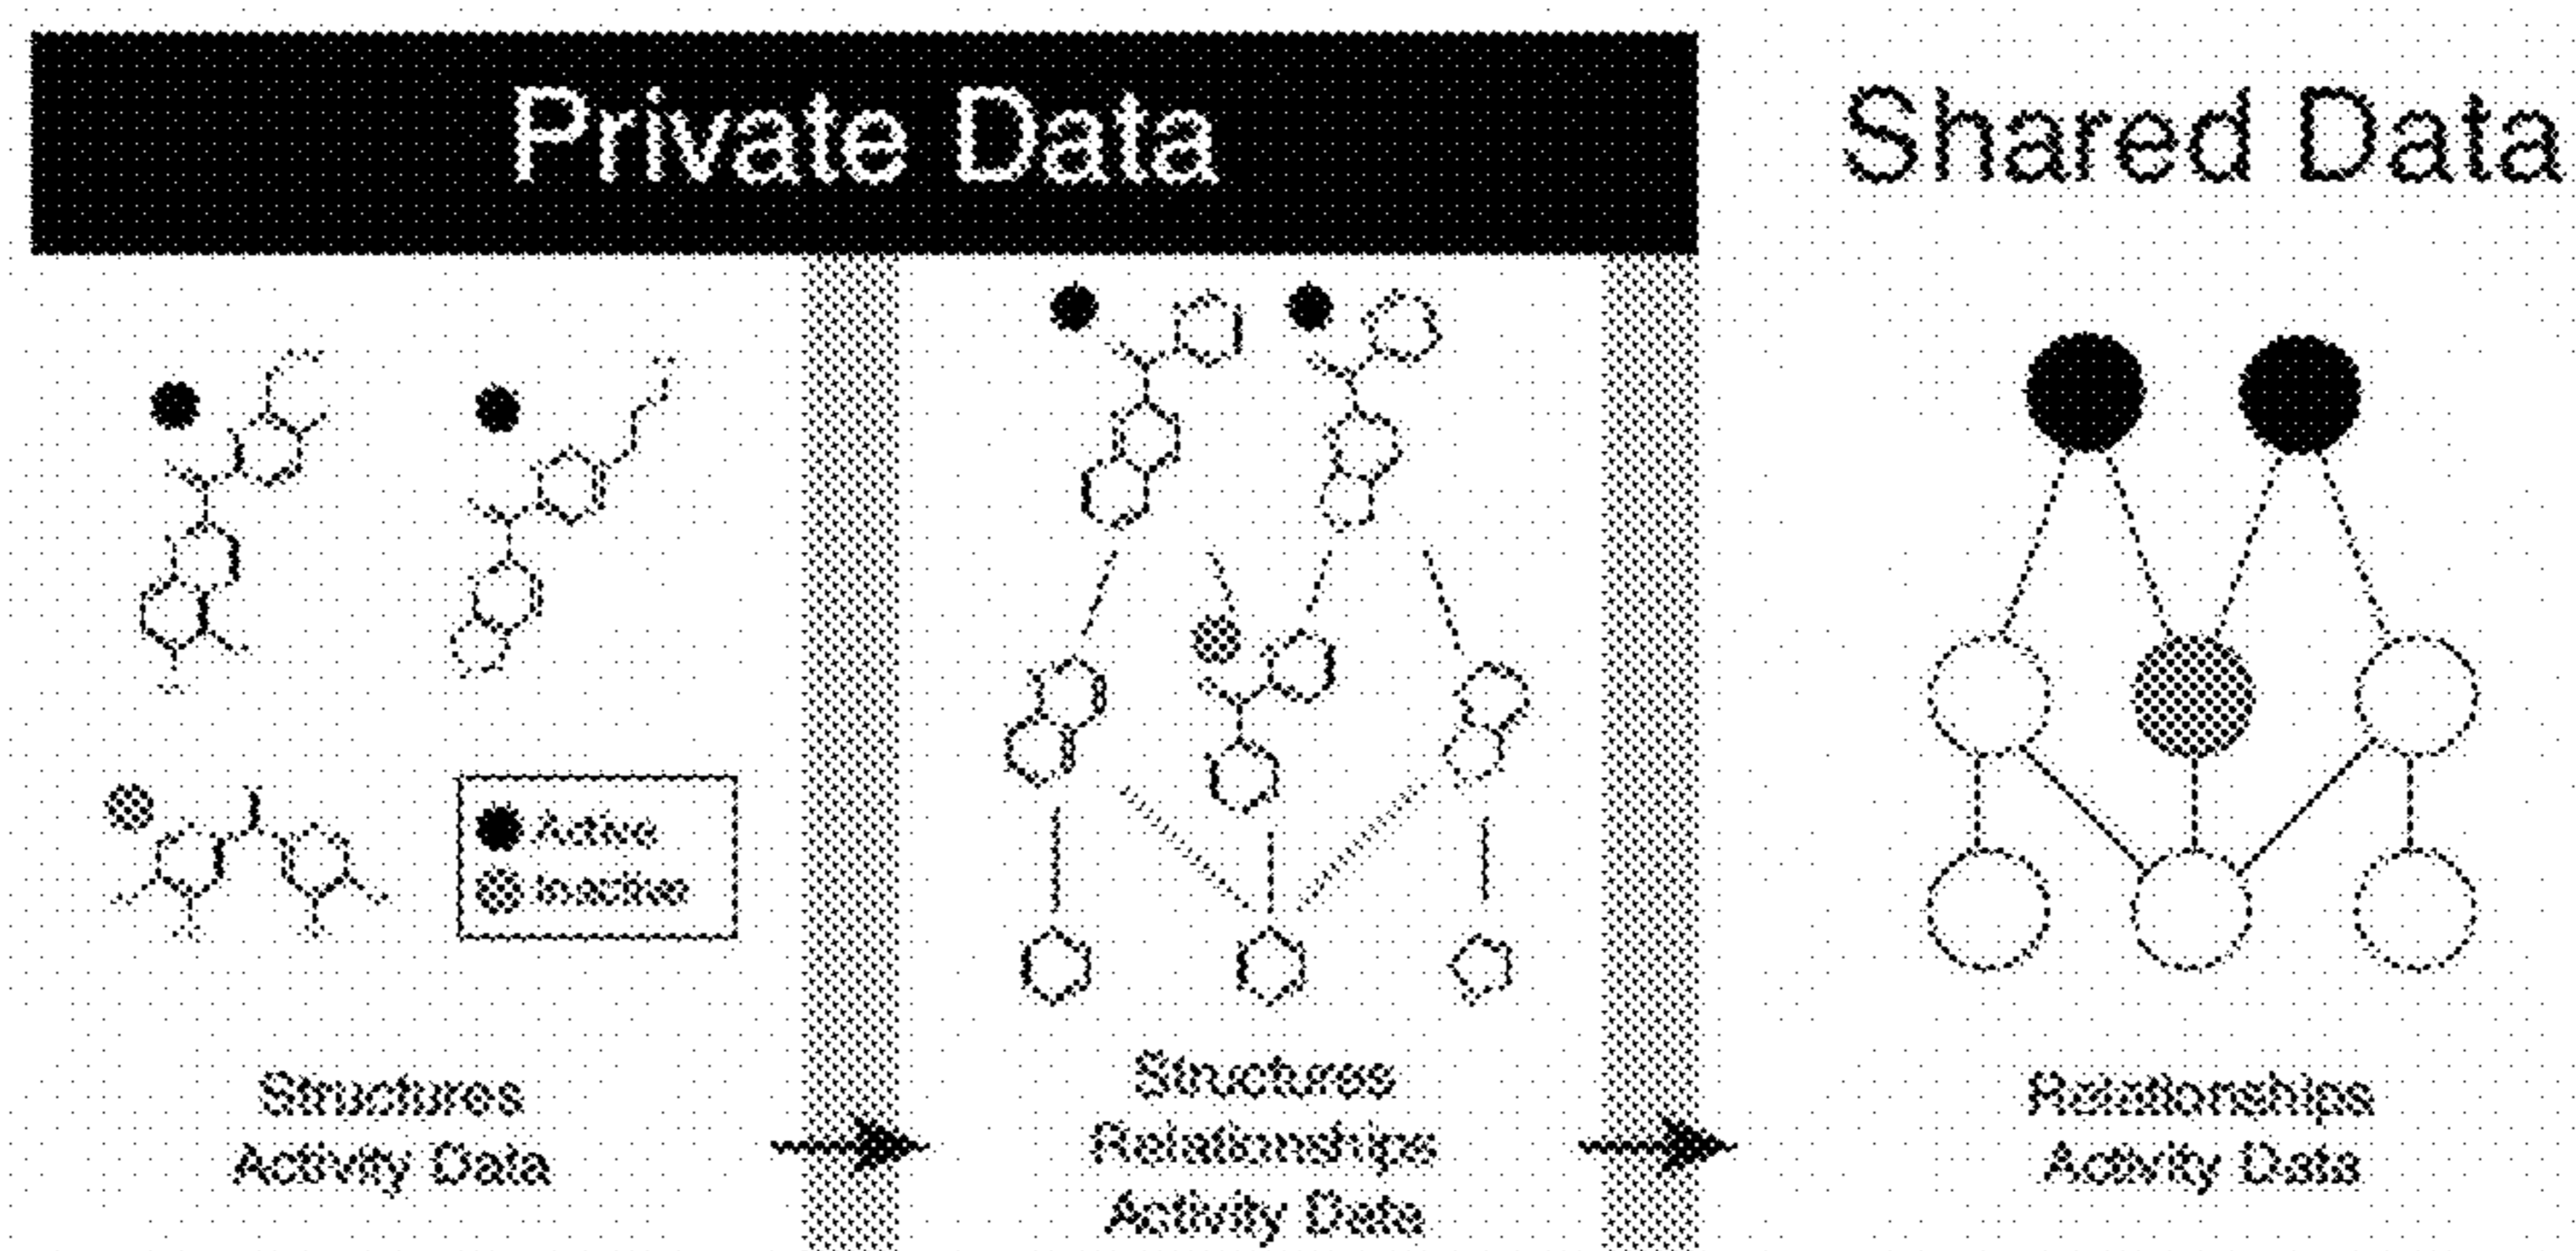 Private Data
Shared Data
Active
Inactive
Structures
Activity Data
Structures
Relationships
Activity Data
Relationships
Activity Data